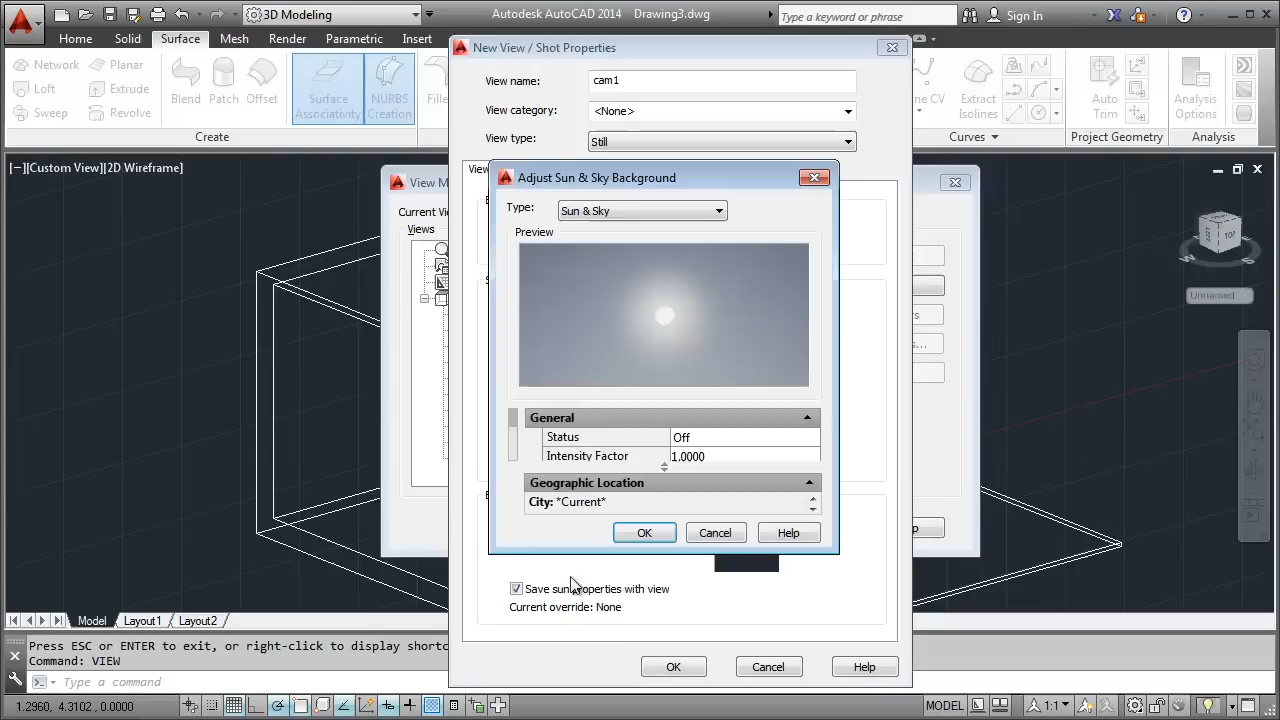 3D Modeling
Autodesk AutoCAD 2014 Drawing3.dwg
Type a keyword or phrase
Sign In
Home Solid Surface Mesh Render Parametric Insert
Network Planar
Loft Extrude
Sweep Revolve
Blend Patch Offset
Surface Associativity
NURBS Creation
Create
Extract Isolines
Auto Trim
Analysis Options
Curves Project Geometry Analysis
[−][Custom View][2D Wireframe]
New View / Shot Properties
View name: cam1
View category: <None>
View type: Still
Current Vi
Views
Adjust Sun & Sky Background
Type: Sun & Sky
Preview
General
Status Off
Intensity Factor 1.0000
Geographic Location
City: *Current*
OK Cancel Help
Save sun properties with view
Current override: None
OK Cancel Help
TOP
W S
Unnamed
Model Layout1 Layout2
Press ESC or ENTER to exit, or right-click to display shortc
Command: VIEW
Type a command
1.2960, 4.3102, 0.0000
MODEL
1:1